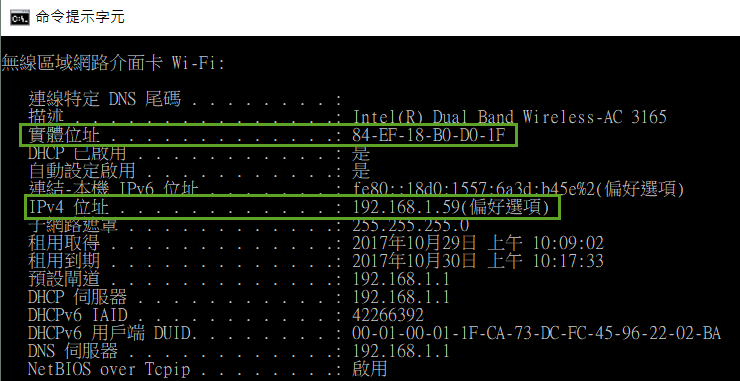 命令提示字元
無線區域網路介面卡 Wi-Fi:
連線特定 DNS 尾碼 . . . . . . . . :
描述 . . . . . . . . . . . . . . .: Intel(R) Dual Band Wireless-AC 3165
實體位址 . . . . . . . . . . . . .: 84-EF-18-B0-D0-1F
DHCP 已啟用 . . . . . . . . . . . : 是
自動設定啟用 . . . . . . . . . . .: 是
連結-本機 IPv6 位址 . . . . . . . : fe80::18d0:1557:6a3d:b45e%2(偏好選項)
IPv4 位址 . . . . . . . . . . . . : 192.168.1.59(偏好選項)
子網路遮罩 . . . . . . . . . . . .: 255.255.255.0
租用取得 . . . . . . . . . . . . .: 2017年10月29日 上午 10:09:02
租用到期 . . . . . . . . . . . . .: 2017年10月30日 上午 10:17:33
預設閘道 . . . . . . . . . . . . .: 192.168.1.1
DHCP 伺服器 . . . . . . . . . . . : 192.168.1.1
DHCPv6 IAID . . . . . . . . . . . : 42266392
DHCPv6 用戶端 DUID. . . . . . . . : 00-01-00-01-1F-CA-73-DC-FC-45-96-22-02-BA
DNS 伺服器 . . . . . . . . . . . .: 192.168.1.1
NetBIOS over Tcpip . . . . . . . .: 啟用